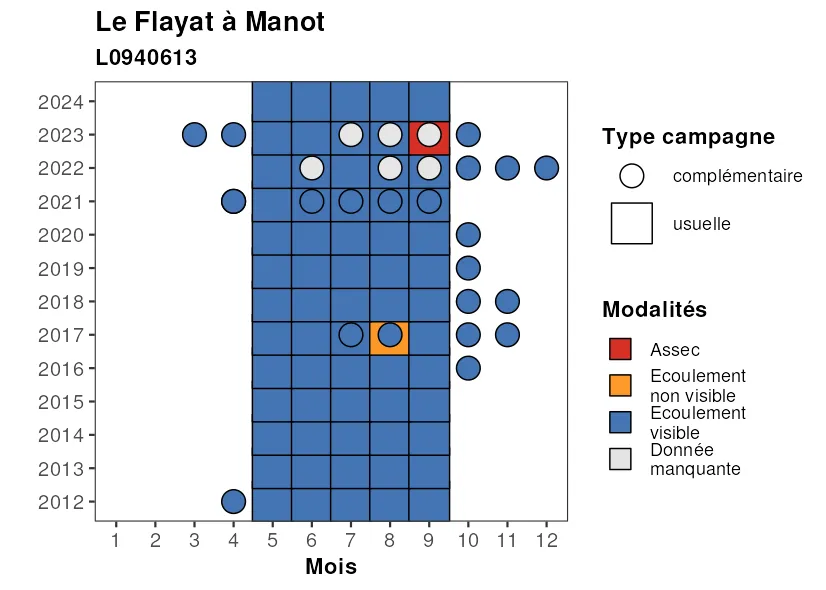 Le Flayat à Manot
L0940613
2024
2023
2022
2021
2020
2019
2018
2017
2016
2015
2014
2013
2012
1 2 3 4 5 6 7 8 9 10 11 12
Mois
Type campagne
complémentaire
usuelle
Modalités
Assec
Ecoulement
non visible
Ecoulement
visible
Donnée
manquante